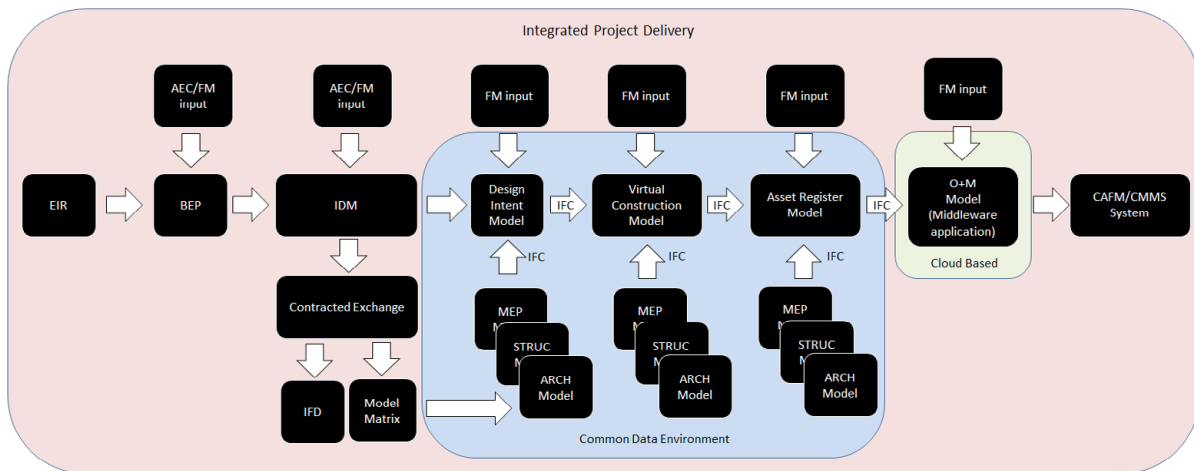 Integrated Project Delivery
AEC/FM
input
AEC/FM
input
FM input
FM input
FM input
FM input
EIR
BEP
IDM
Design
Intent
Model
IFC
Virtual
Construction
Model
IFC
Asset Register
Model
IFC
O+M
Model
(Middleware
application)
CAFM/CMMS
System
Cloud Based
IFC
IFC
IFC
Contracted Exchange
MEP
M
STRUC
M
ARCH
Model
MEP
M
STRUC
M
ARCH
Model
MEP
M
STRUC
M
ARCH
Model
IFD
Model
Matrix
Common Data Environment